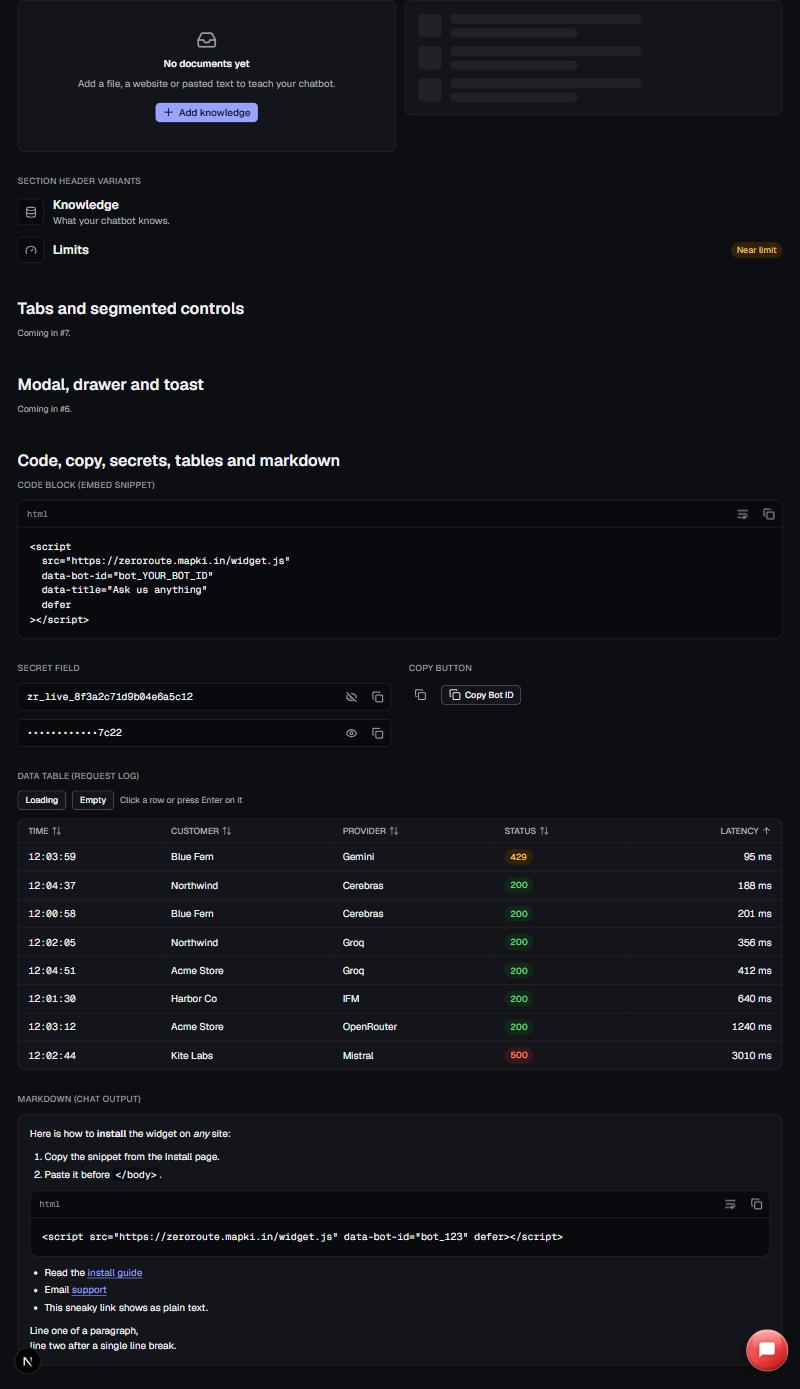 No documents yet
Add a file, a website or pasted text to teach your chatbot.
Add knowledge
SECTION HEADER VARIANTS
Knowledge
What your chatbot knows.
Limits
Near limit
Tabs and segmented controls
Coming in #7.
Modal, drawer and toast
Coming in #6.
Code, copy, secrets, tables and markdown
CODE BLOCK (EMBED SNIPPET)
html
<script
  src="https://zeroroute.mapki.in/widget.js"
  data-bot-id="bot_YOUR_BOT_ID"
  data-title="Ask us anything"
  defer
></script>
SECRET FIELD
COPY BUTTON
zr_live_8f3a2c71d9b04e6a5c12
Copy Bot ID
••••••••••••7c22
DATA TABLE (REQUEST LOG)
Loading Empty Click a row or press Enter on it
TIME CUSTOMER PROVIDER STATUS LATENCY
12:03:59 Blue Fern Gemini 429 95 ms
12:04:37 Northwind Cerebras 200 188 ms
12:00:58 Blue Fern Cerebras 200 201 ms
12:02:05 Northwind Groq 200 356 ms
12:04:51 Acme Store Groq 200 412 ms
12:01:30 Harbor Co IFM 200 640 ms
12:03:12 Acme Store OpenRouter 200 1240 ms
12:02:44 Kite Labs Mistral 500 3010 ms
MARKDOWN (CHAT OUTPUT)
Here is how to install the widget on any site:
1. Copy the snippet from the Install page.
2. Paste it before </body>.
html
<script src="https://zeroroute.mapki.in/widget.js" data-bot-id="bot_123" defer></script>
• Read the install guide
• Email support
• This sneaky link shows as plain text.
Line one of a paragraph,
line two after a single line break.
N